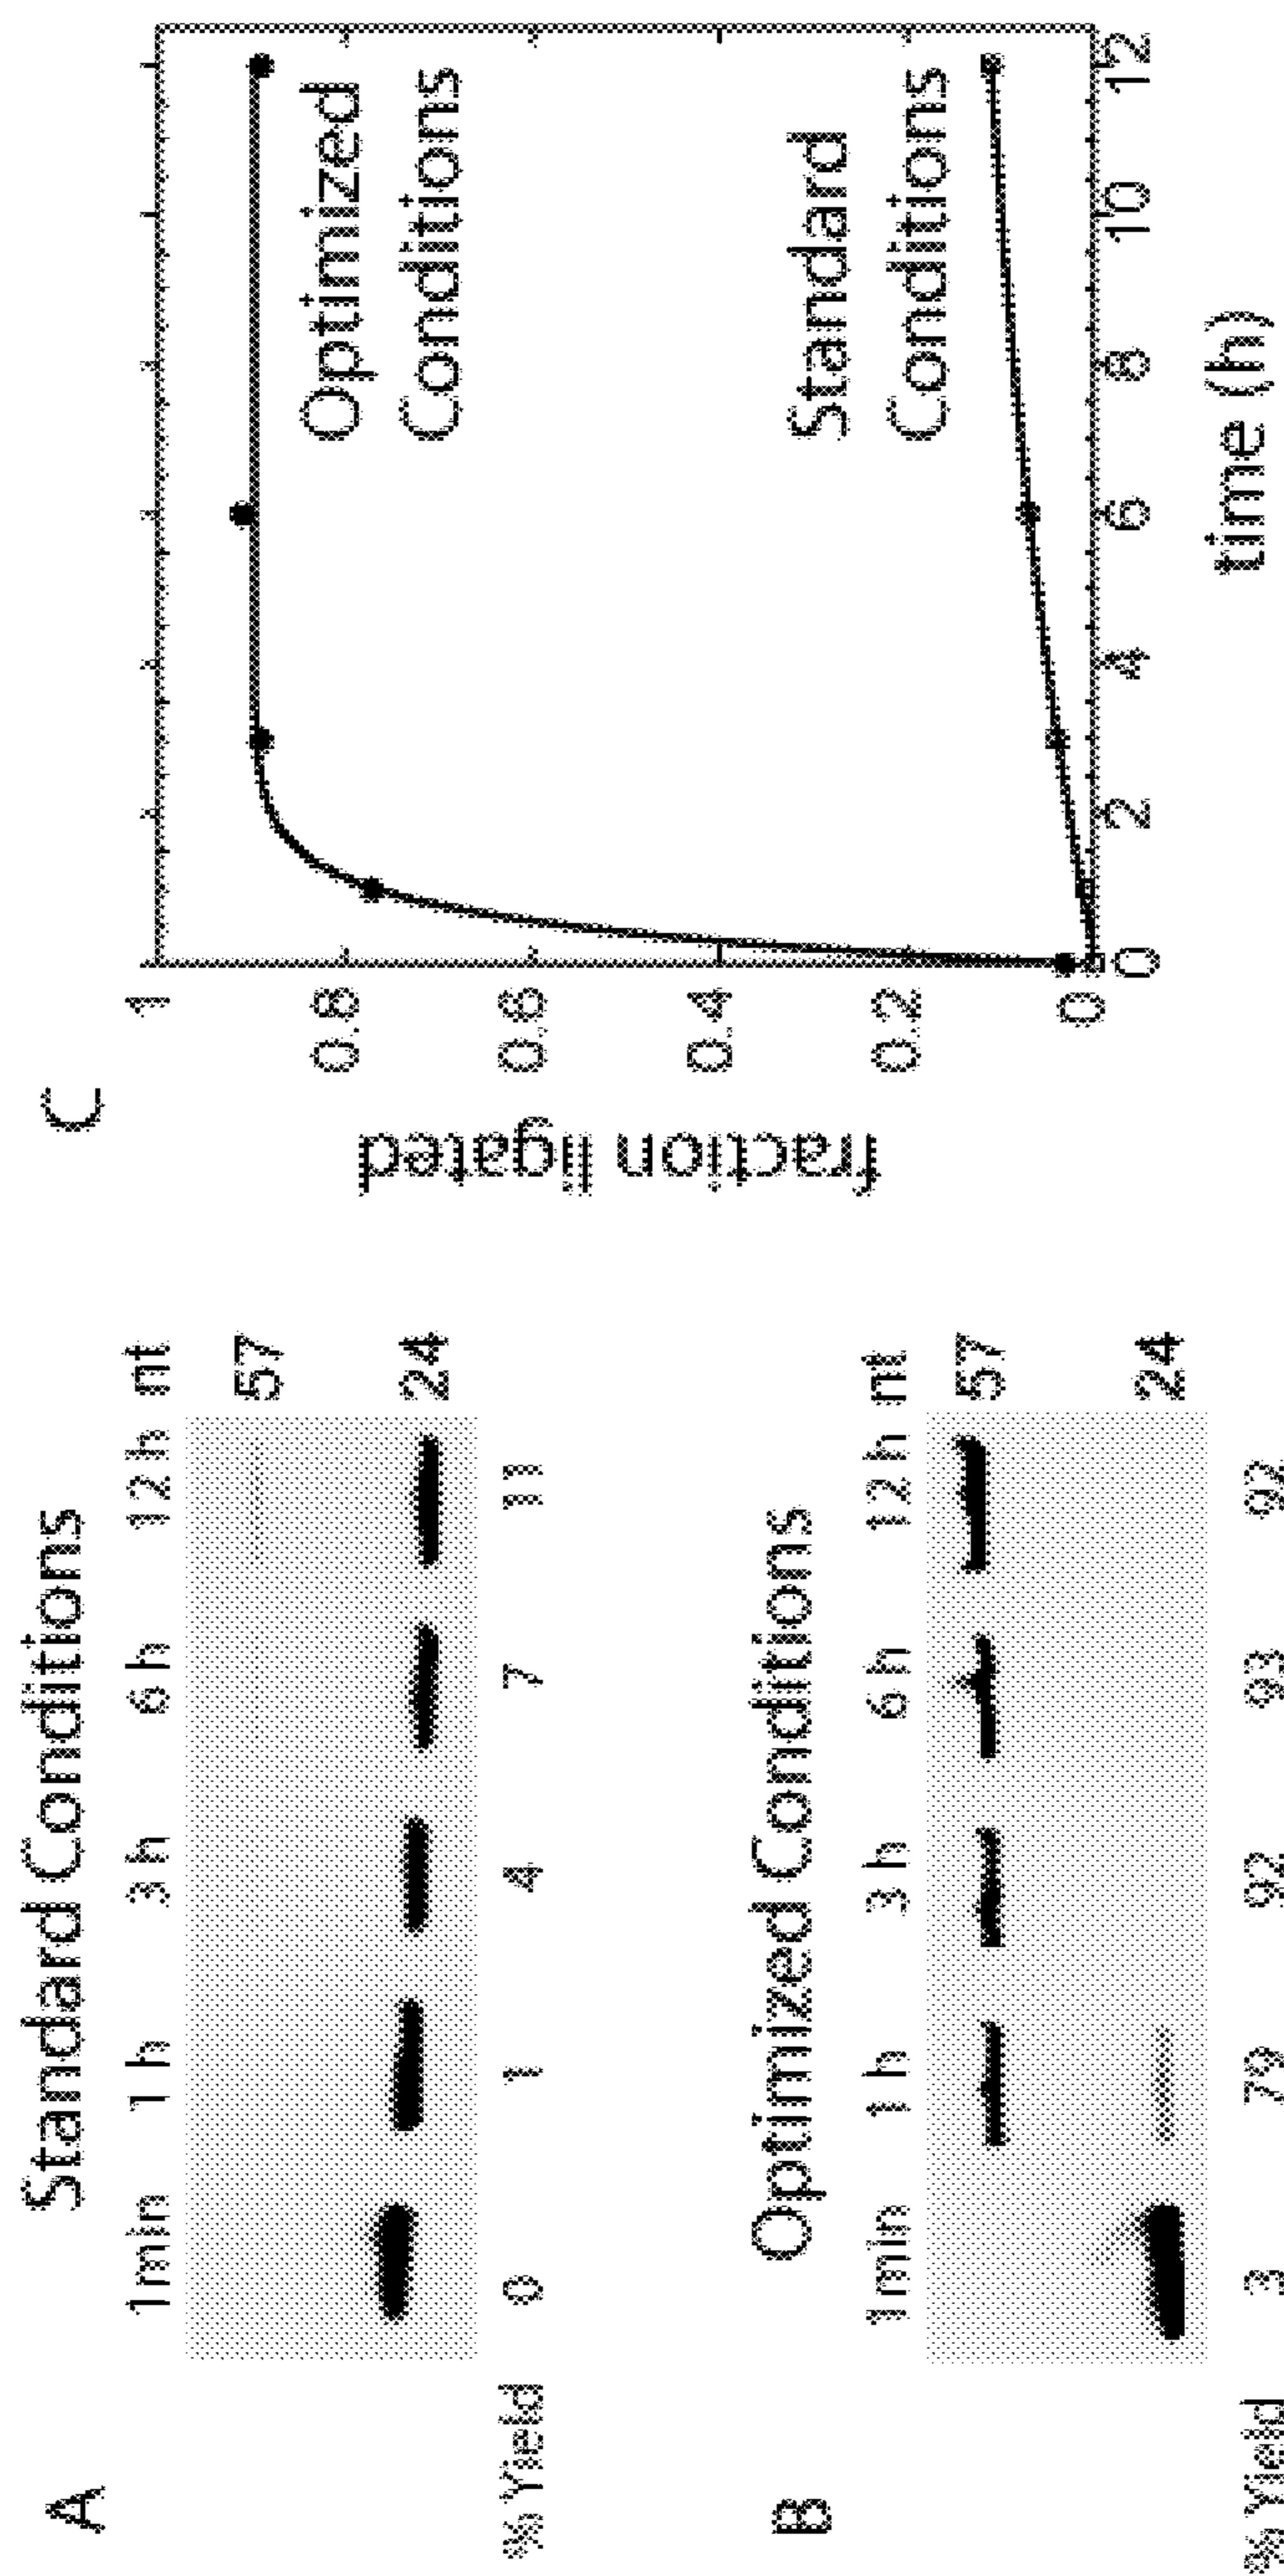 A
Standard Conditions
1min 1 h 3h 6 h 12 h nt
57
24
% Yield 0 1 4 7 11
B
Optimized Conditions
1min 1 h 3 h 6 h 12 h nt
57
24
% Yield 3 79 92 93 92
C
fraction ligated
1
0.8
0.6
0.4
0.2
0
Optimized
Conditions
Standard
Conditions
0 2 4 6 8 10 12
time (h)